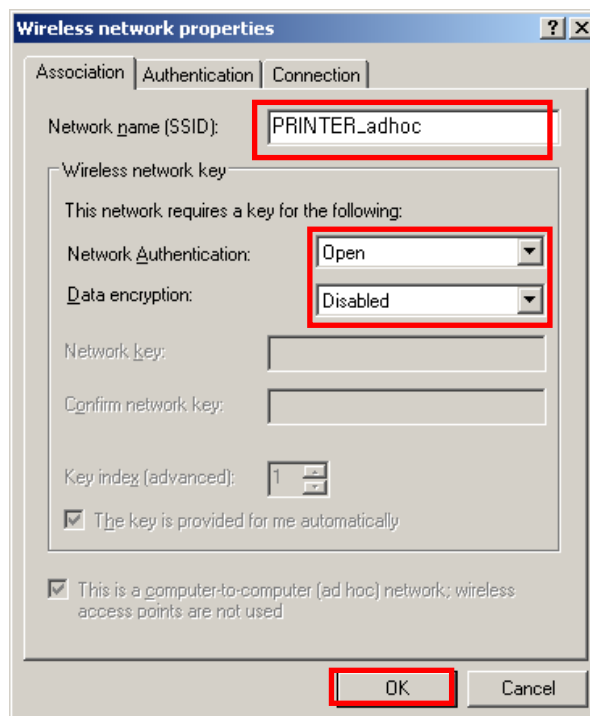 Wireless network properties
Association Authentication Connection
Network name (SSID): PRINTER_adhoc
Wireless network key
This network requires a key for the following:
Network Authentication: Open
Data encryption: Disabled
Network key:
Confirm network key:
Key index (advanced): 1
The key is provided for me automatically
This is a computer-to-computer (ad hoc) network; wireless
access points are not used
OK Cancel